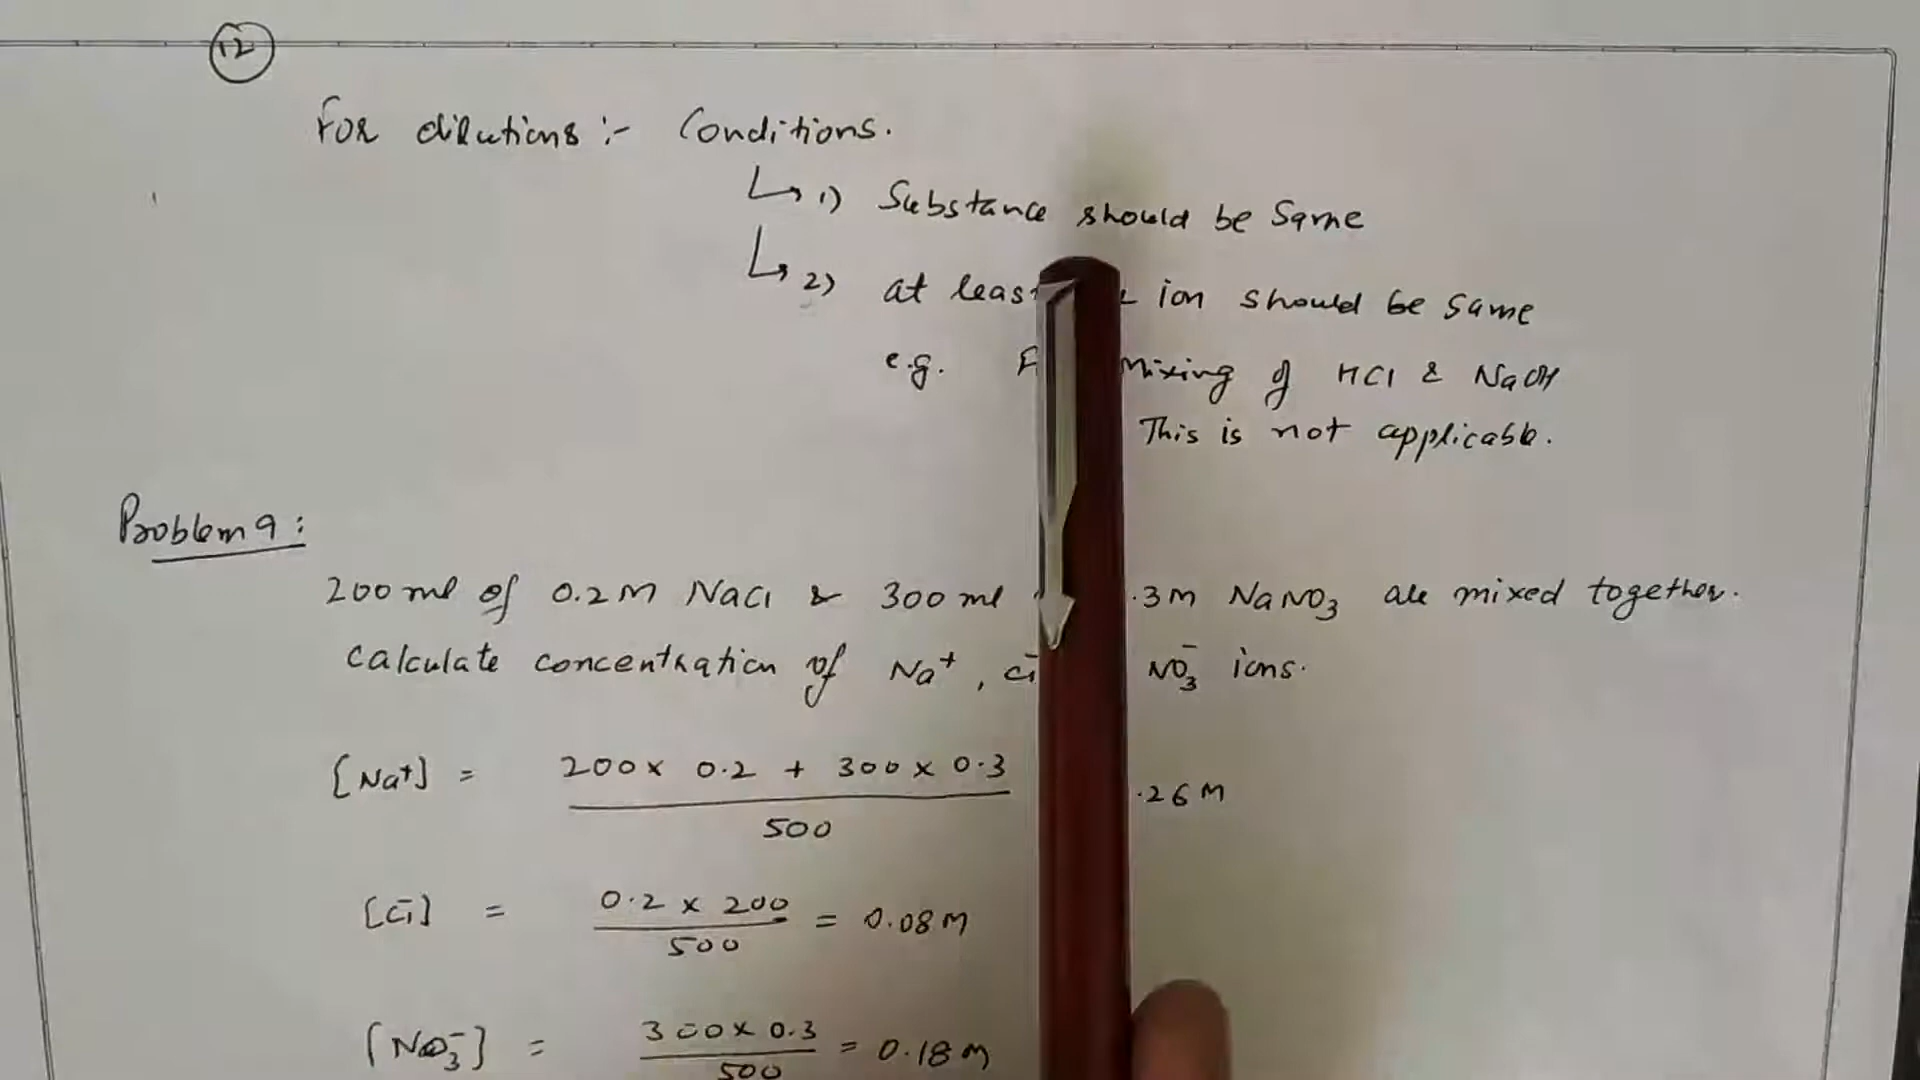 12
For dilutions :- Conditions.
↳ 1) Substance should be same
↳ 2) at least ion should be same
e.g. Mixing of HCl & NaOH
This is not applicable.
Problem 9 :
200 ml of 0.2M NaCl & 300 ml .3M NaNO3 are mixed together.
Calculate concentration of Na⁺, Cl⁻ NO3⁻ ions.
[Na⁺] = 200 x 0.2 + 300 x 0.3 .26 M
500
[Cl⁻] = 0.2 x 200 = 0.08 M
500
[NO3⁻] = 300 x 0.3 = 0.18 M
500